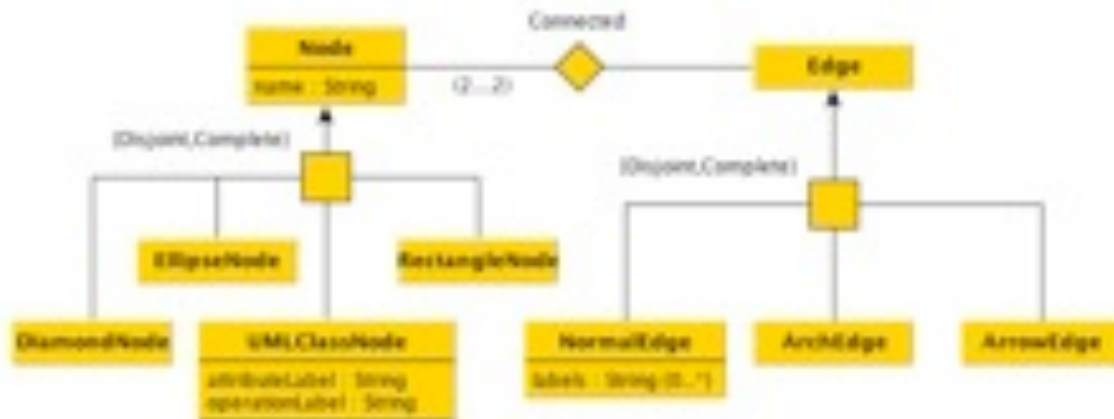 Connected
Node
name : String
(2...2)
Edge
(Disjoint,Complete)
(Disjoint,Complete)
EllipseNode
RectangleNode
DiamondNode
UMLClassNode
attributeLabel : String
operationLabel : String
NormalEdge
labels : String (0...*)
ArchEdge
ArrowEdge